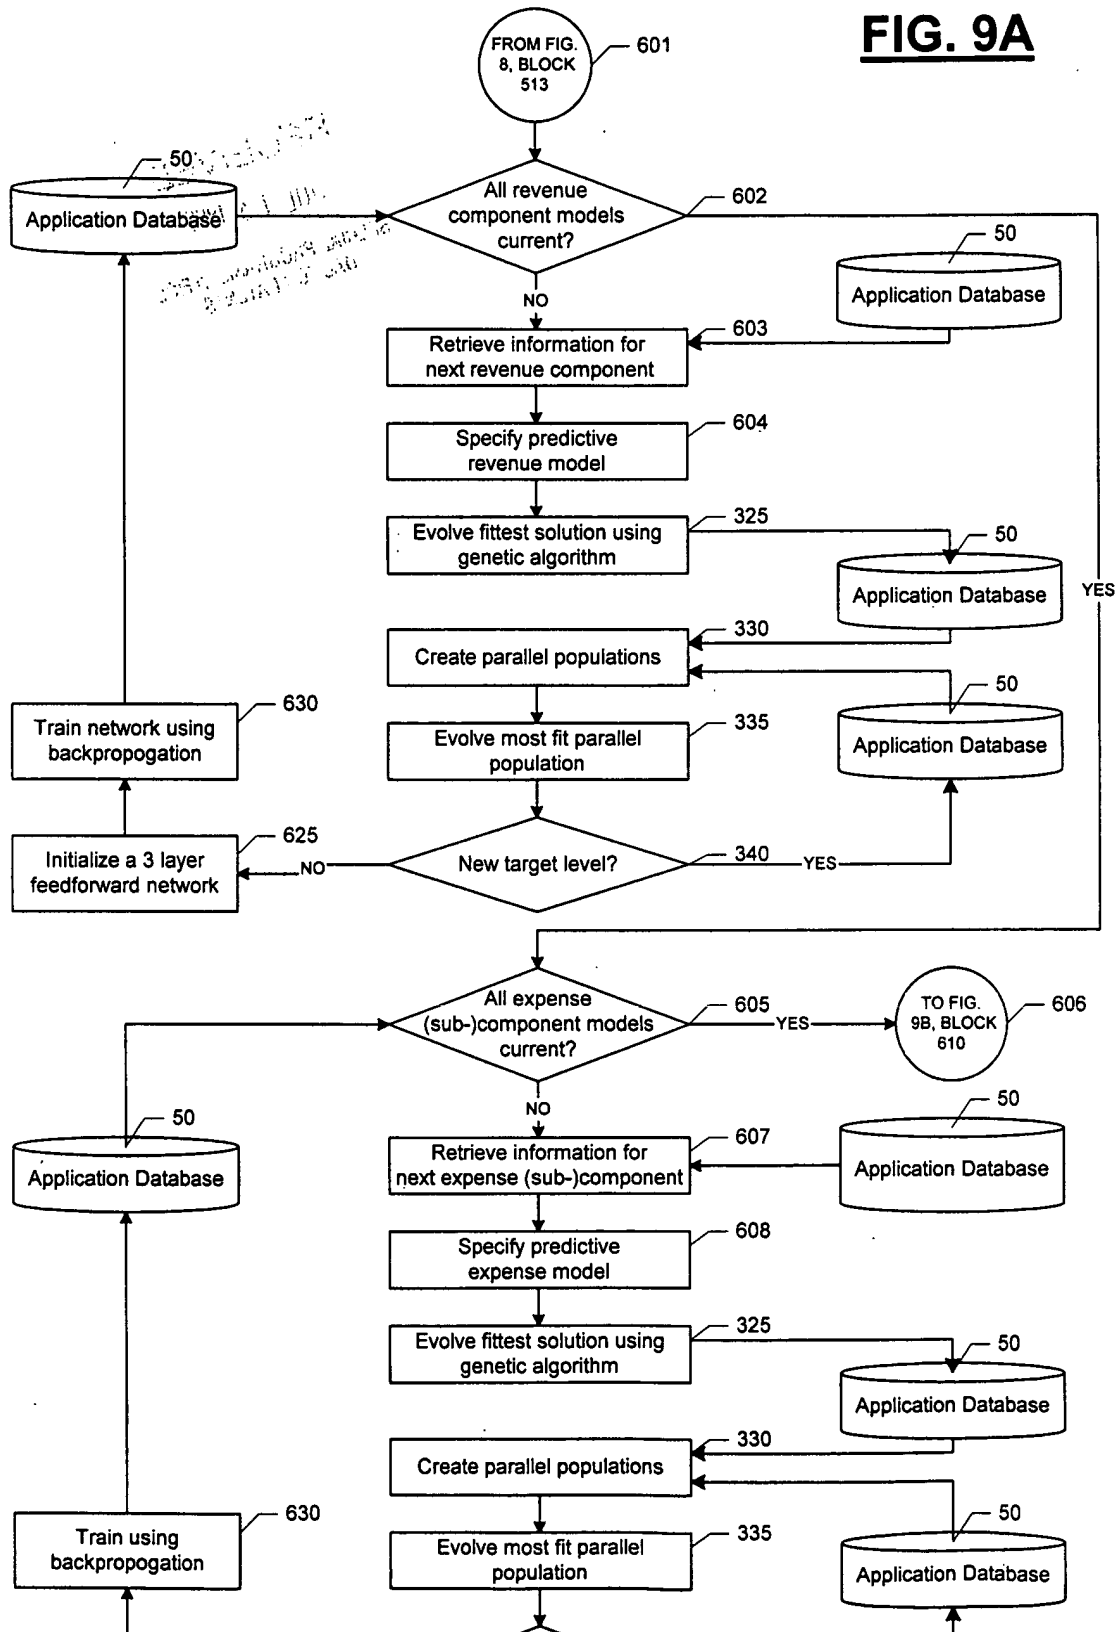 FIG. 9A
FROM FIG.
8, BLOCK
513
601
50
Application Database
All revenue
component models
current?
602
50
Application Database
NO
603
Retrieve information for
next revenue component
604
Specify predictive
revenue model
325
Evolve fittest solution using
genetic algorithm
50
Application Database
YES
330
Create parallel populations
50
Application Database
630
Train network using
backpropogation
335
Evolve most fit parallel
population
625
Initialize a 3 layer
feedforward network
NO
New target level?
340
YES
All expense
(sub-)component models
current?
605
YES
TO FIG.
9B, BLOCK
610
606
NO
50
Application Database
50
Application Database
607
Retrieve information for
next expense (sub-)component
608
Specify predictive
expense model
325
Evolve fittest solution using
genetic algorithm
50
Application Database
330
Create parallel populations
50
Application Database
630
Train using
backpropogation
335
Evolve most fit parallel
population